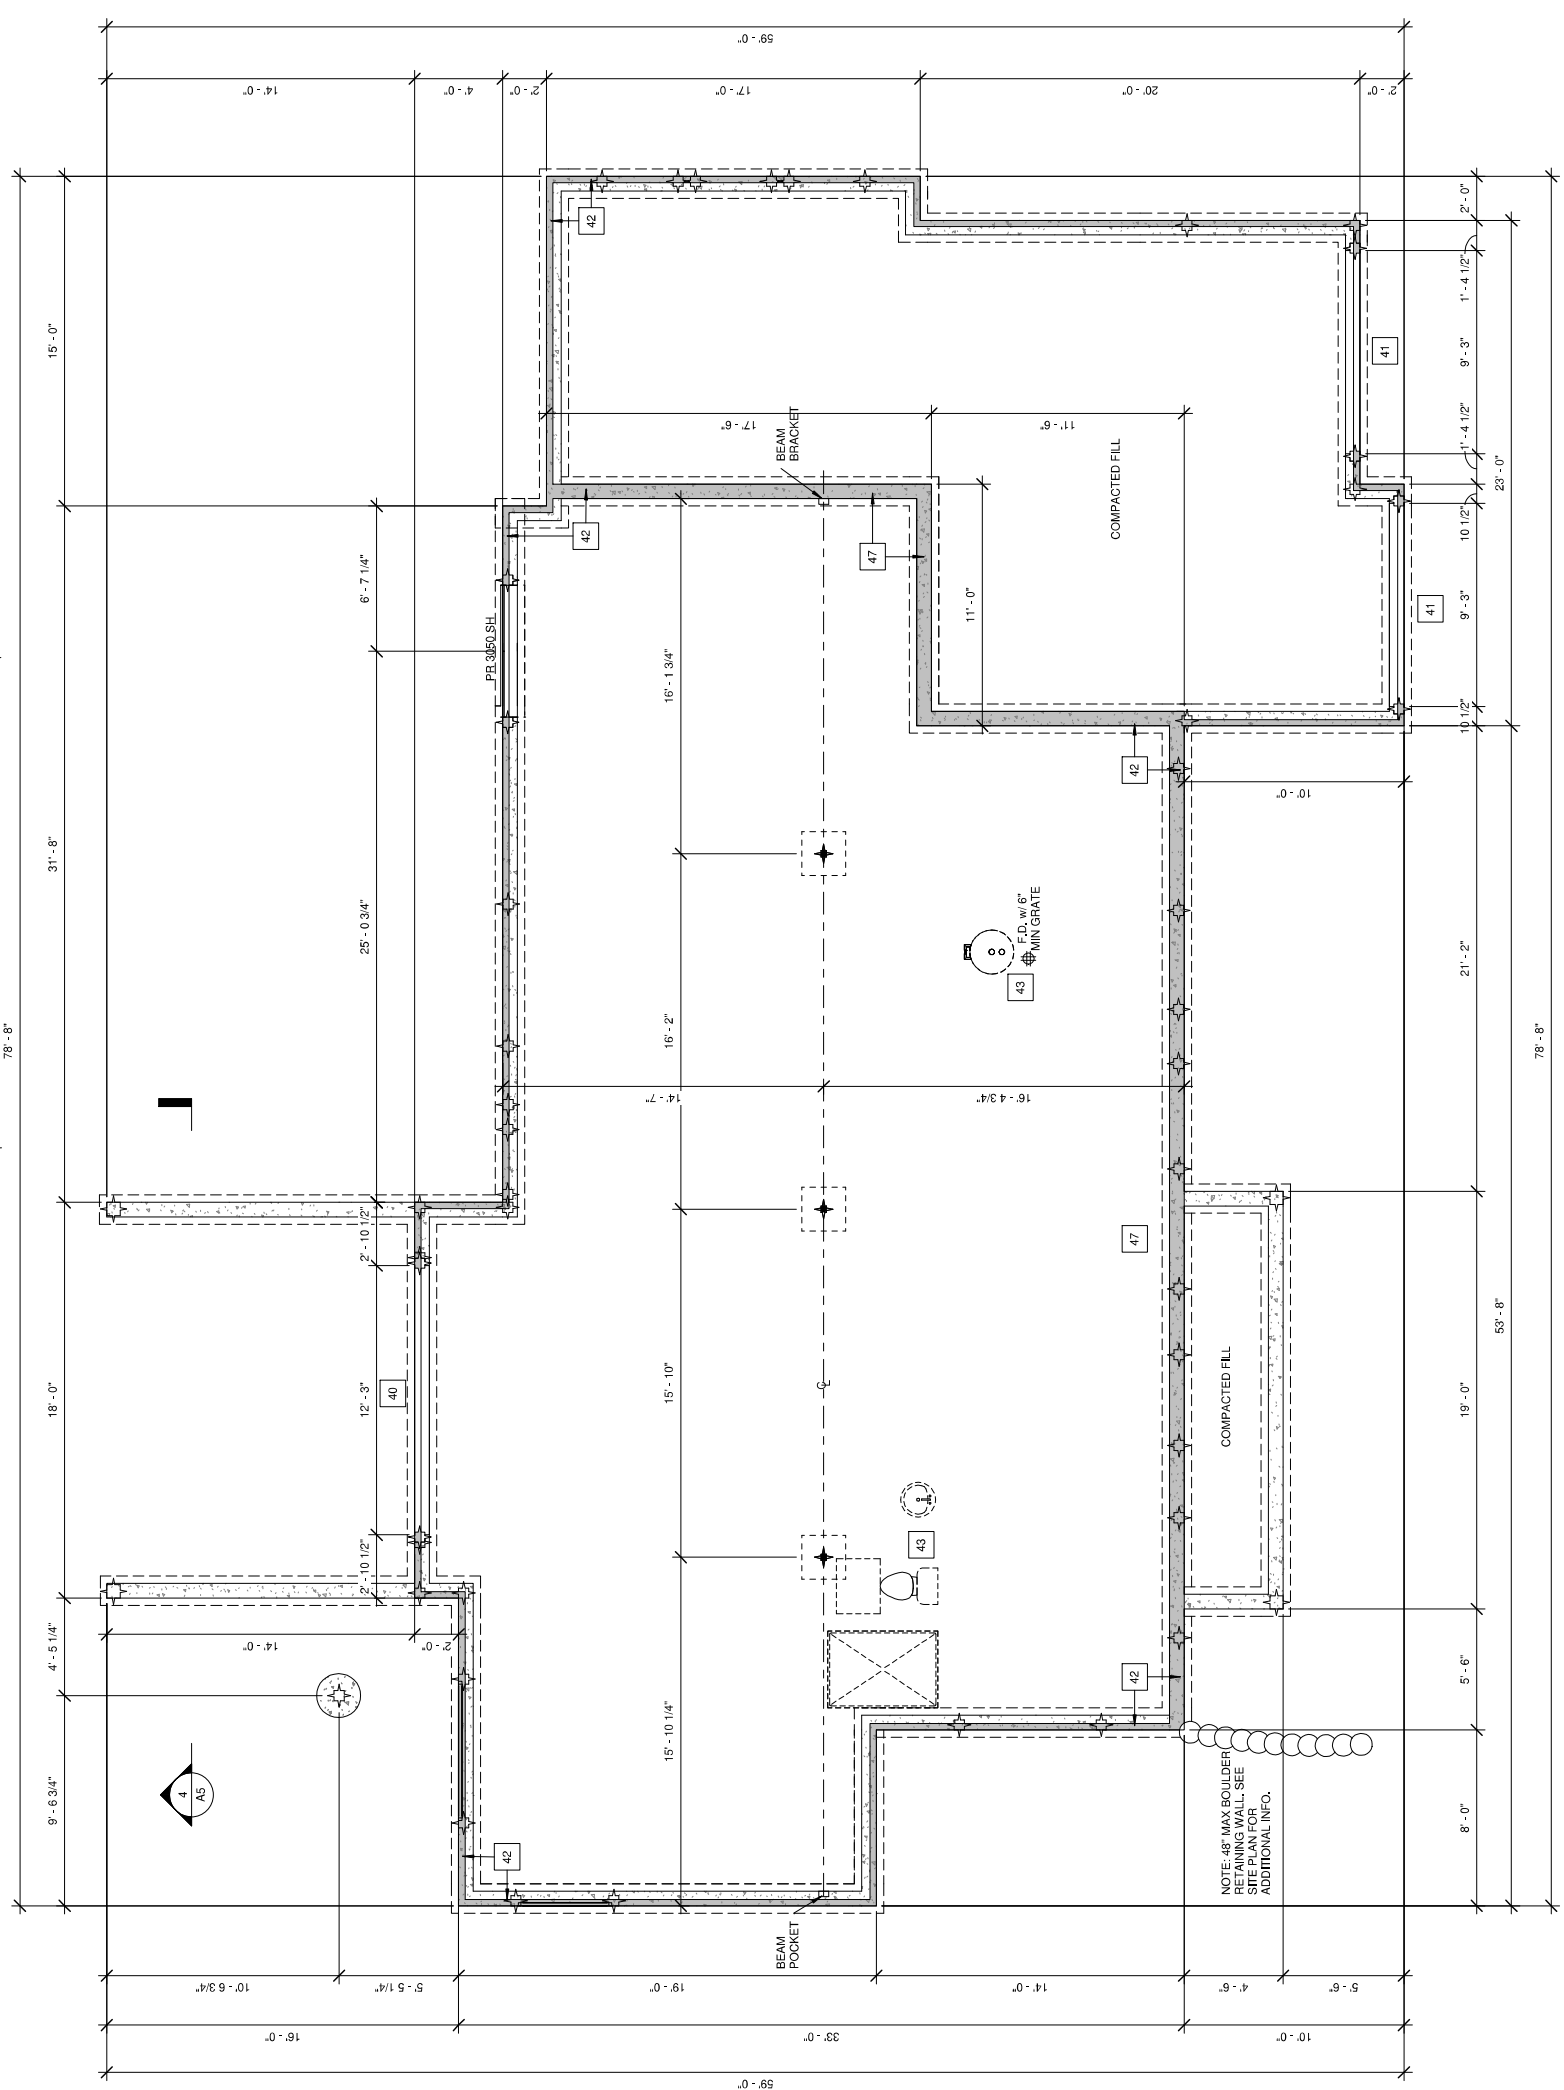 59' - 0"
14' - 0"
4' - 0"
2' - 0"
17' - 0"
20' - 0"
2' - 0"
78' - 8"
15' - 0"
31' - 8"
18' - 0"
4' - 5 1/4"
9' - 6 3/4"
6' - 7 1/4"
25' - 0 3/4"
2' - 10 1/2"
12' - 3"
2' - 10 1/2"
14' - 0"
2' - 0"
40
4
A5
42
42
PR 3050 SH
42
BEAM
BRACKET
17' - 6"
11' - 6"
COMPACTED FILL
47
11' - 0"
16' - 1 3/4"
16' - 2"
15' - 10"
15' - 10 1/4"
14' - 7"
16' - 4 3/4"
CL
F.D. w/ 6"
MIN GRATE
43
43
42
10' - 0"
47
COMPACTED FILL
42
42
BEAM
POCKET
NOTE: 48" MAX BOULDER
RETAINING WALL. SEE
SITE PLAN FOR
ADDITIONAL INFO.
41
41
2' - 0"
1' - 4 1/2"
9' - 3"
1' - 4 1/2"
10 1/2"
9' - 3"
10 1/2"
21' - 2"
19' - 0"
5' - 6"
8' - 0"
23' - 0"
53' - 8"
78' - 8"
10' - 6 3/4"
5' - 5 1/4"
19' - 0"
14' - 0"
4' - 6"
5' - 6"
16' - 0"
33' - 0"
10' - 0"
59' - 0"